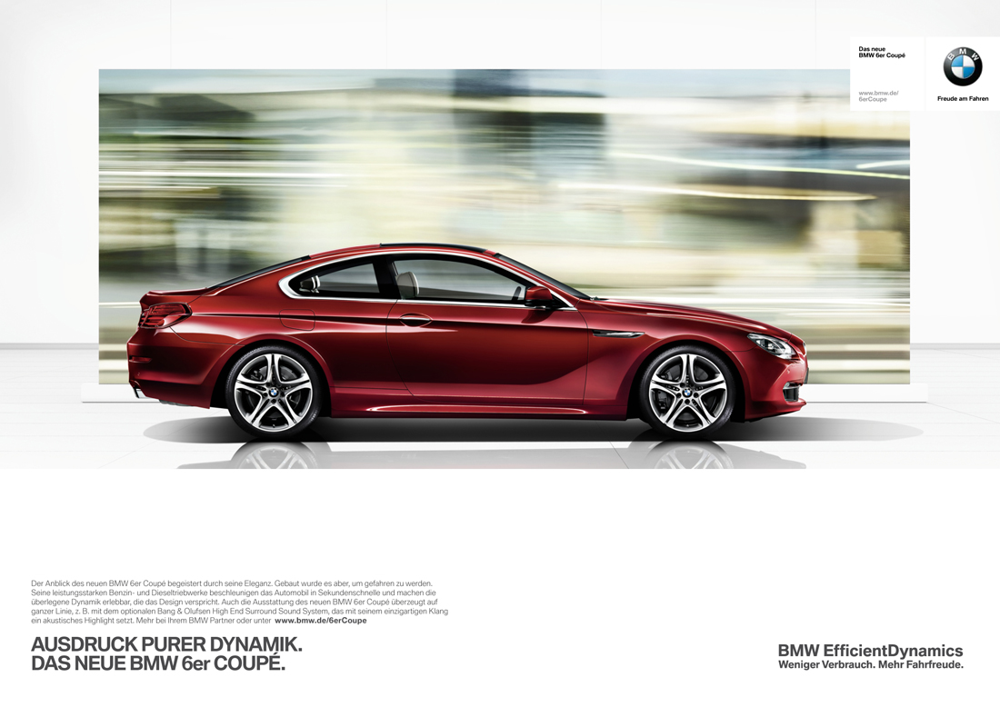 Das neue
BMW 6er Coupé
www.bmw.de/
6erCoupe
BMW
Freude am Fahren
Der Anblick des neuen BMW 6er Coupé begeistert durch seine Eleganz. Gebaut wurde es aber, um gefahren zu werden.
Seine leistungsstarken Benzin- und Dieseltriebwerke beschleunigen das Automobil in Sekundenschnelle und machen die
überlegene Dynamik erlebbar, die das Design verspricht. Auch die Ausstattung des neuen BMW 6er Coupé überzeugt auf
ganzer Linie, z. B. mit dem optionalen Bang & Olufsen High End Surround Sound System, das mit seinem einzigartigen Klang
ein akustisches Highlight setzt. Mehr bei Ihrem BMW Partner oder unter www.bmw.de/6erCoupe
AUSDRUCK PURER DYNAMIK.
DAS NEUE BMW 6er COUPÉ.
BMW EfficientDynamics
Weniger Verbrauch. Mehr Fahrfreude.